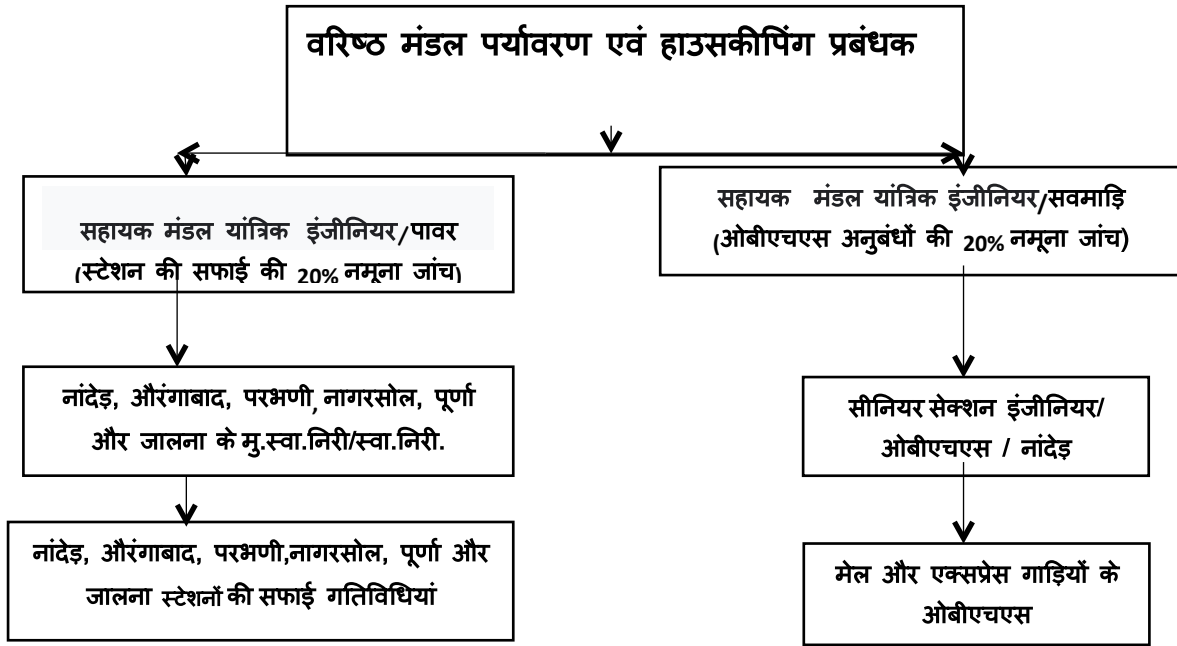 वरिष्ठ मंडल पर्यावरण एवं हाउसकीपिंग प्रबंधक
सहायक मंडल यांत्रिक इंजीनियर/पावर
(स्टेशन की सफाई की 20% नमूना जांच)
सहायक मंडल यांत्रिक इंजीनियर/सवमाडि
(ओबीएचएस अनुबंधों की 20% नमूना जांच)
नांदेड़, औरंगाबाद, परभणी, नागरसोल, पूर्णा
और जालना के मु.स्वा.निरी/स्वा.निरी.
सीनियर सेक्शन इंजीनियर/
ओबीएचएस / नांदेड़
नांदेड़, औरंगाबाद, परभणी,नागरसोल, पूर्णा और
जालना स्टेशनों की सफाई गतिविधियां
मेल और एक्सप्रेस गाड़ियों के
ओबीएचएस